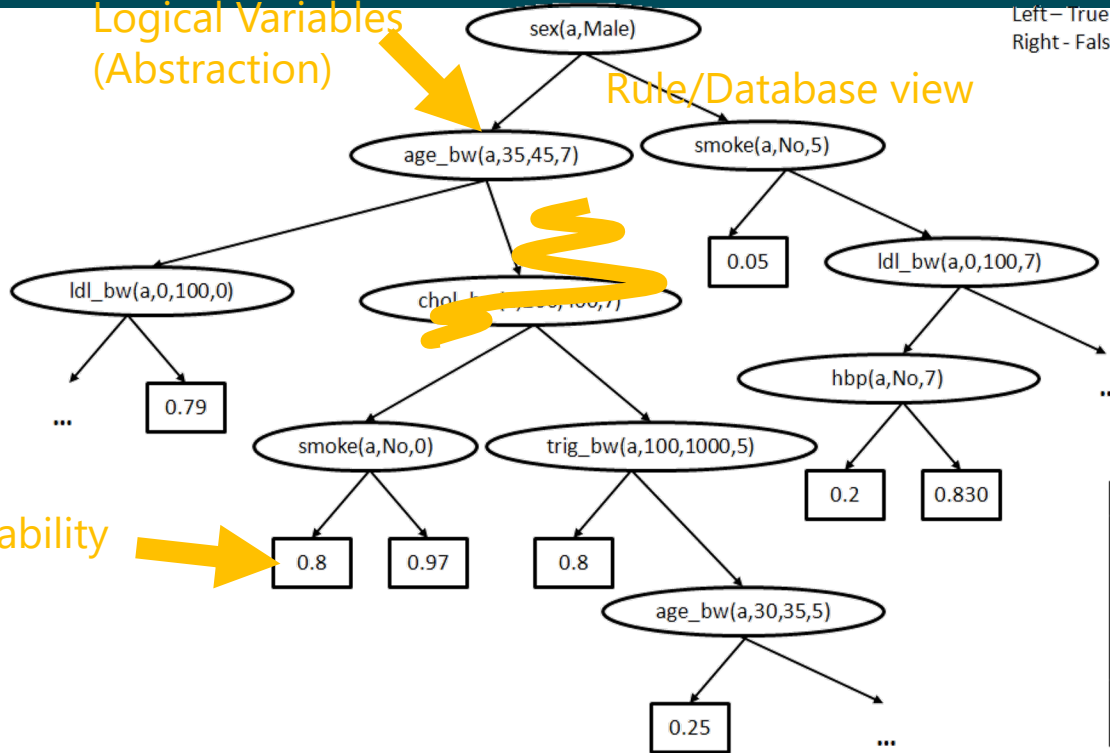 Logical Variables
(Abstraction)
sex(a,Male)
Left – True
Right - Fals
Rule/Database view
age_bw(a,35,45,7)
smoke(a,No,5)
0.05
ldl_bw(a,0,100,7)
ldl_bw(a,0,100,0)
hbp(a,No,7)
...
...
0.79
smoke(a,No,0)
trig_bw(a,100,1000,5)
0.2
0.830
ability
0.8
0.97
0.8
age_bw(a,30,35,5)
0.25
...